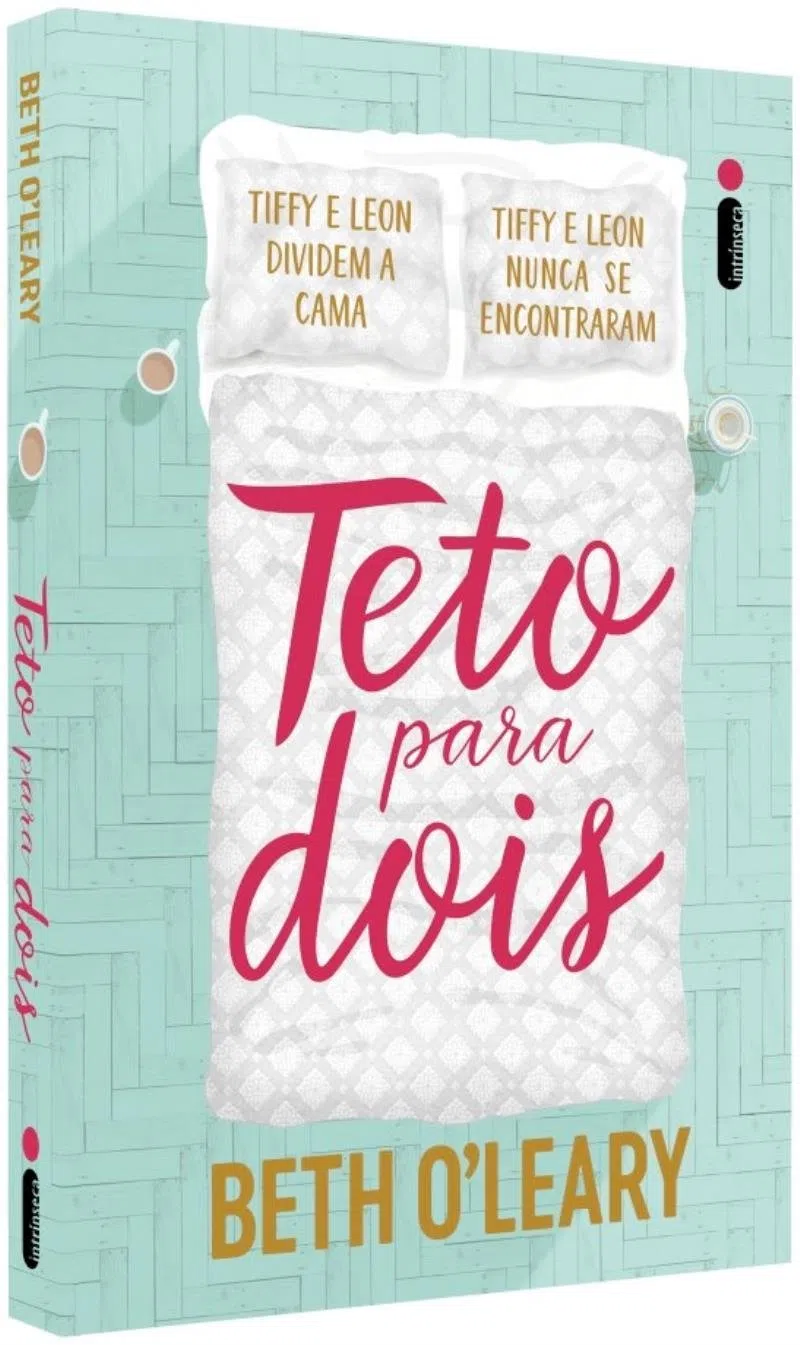 BETH O'LEARY
Teto para dois
intrínseca
TIFFY E LEON
DIVIDEM A
CAMA
TIFFY E LEON
NUNCA SE
ENCONTRARAM
intrínseca
Teto
para
dois
BETH O'LEARY